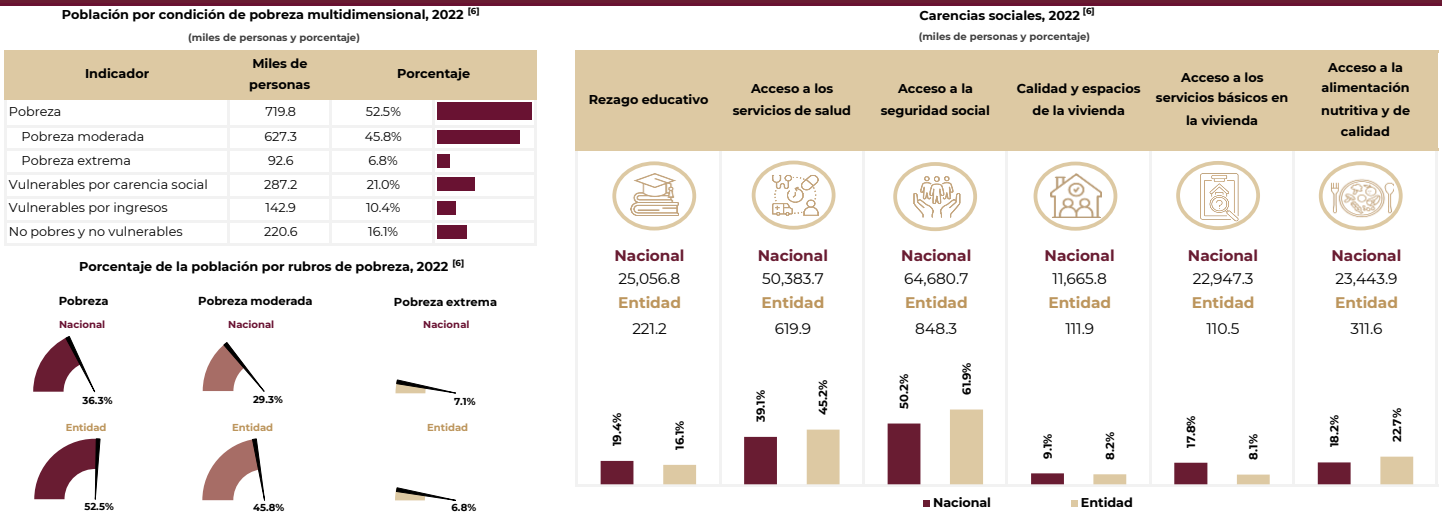 Población por condición de pobreza multidimensional, 2022 [6]
(miles de personas y porcentaje)
Indicador
Miles de
personas
Porcentaje
Pobreza 719.8 52.5%
Pobreza moderada 627.3 45.8%
Pobreza extrema 92.6 6.8%
Vulnerables por carencia social 287.2 21.0%
Vulnerables por ingresos 142.9 10.4%
No pobres y no vulnerables 220.6 16.1%
Porcentaje de la población por rubros de pobreza, 2022 [6]
Pobreza Pobreza moderada Pobreza extrema
Nacional Nacional Nacional
36.3% 29.3% 7.1%
Entidad Entidad Entidad
52.5% 45.8% 6.8%
Carencias sociales, 2022 [6]
(miles de personas y porcentaje)
Rezago educativo
Acceso a los
servicios de salud
Acceso a la
seguridad social
Calidad y espacios
de la vivienda
Acceso a los
servicios básicos en
la vivienda
Acceso a la
alimentación
nutritiva y de
calidad
Nacional Nacional Nacional Nacional Nacional Nacional
25,056.8 50,383.7 64,680.7 11,665.8 22,947.3 23,443.9
Entidad Entidad Entidad Entidad Entidad Entidad
221.2 619.9 848.3 111.9 110.5 311.6
19.4% 16.1% 39.1% 45.2% 50.2% 61.9% 9.1% 8.2% 17.8% 8.1% 18.2% 22.7%
Nacional Entidad